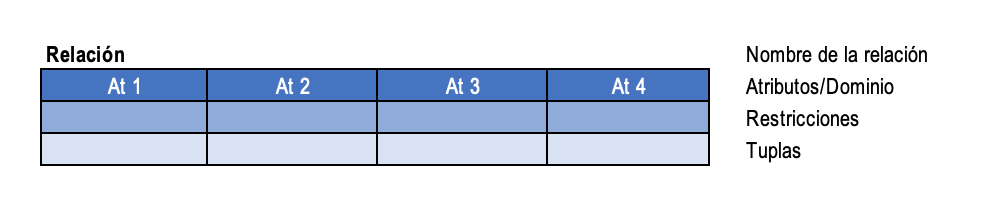 Relación Nombre de la relación
At 1 At 2 At 3 At 4 Atributos/Dominio
Restricciones
Tuplas